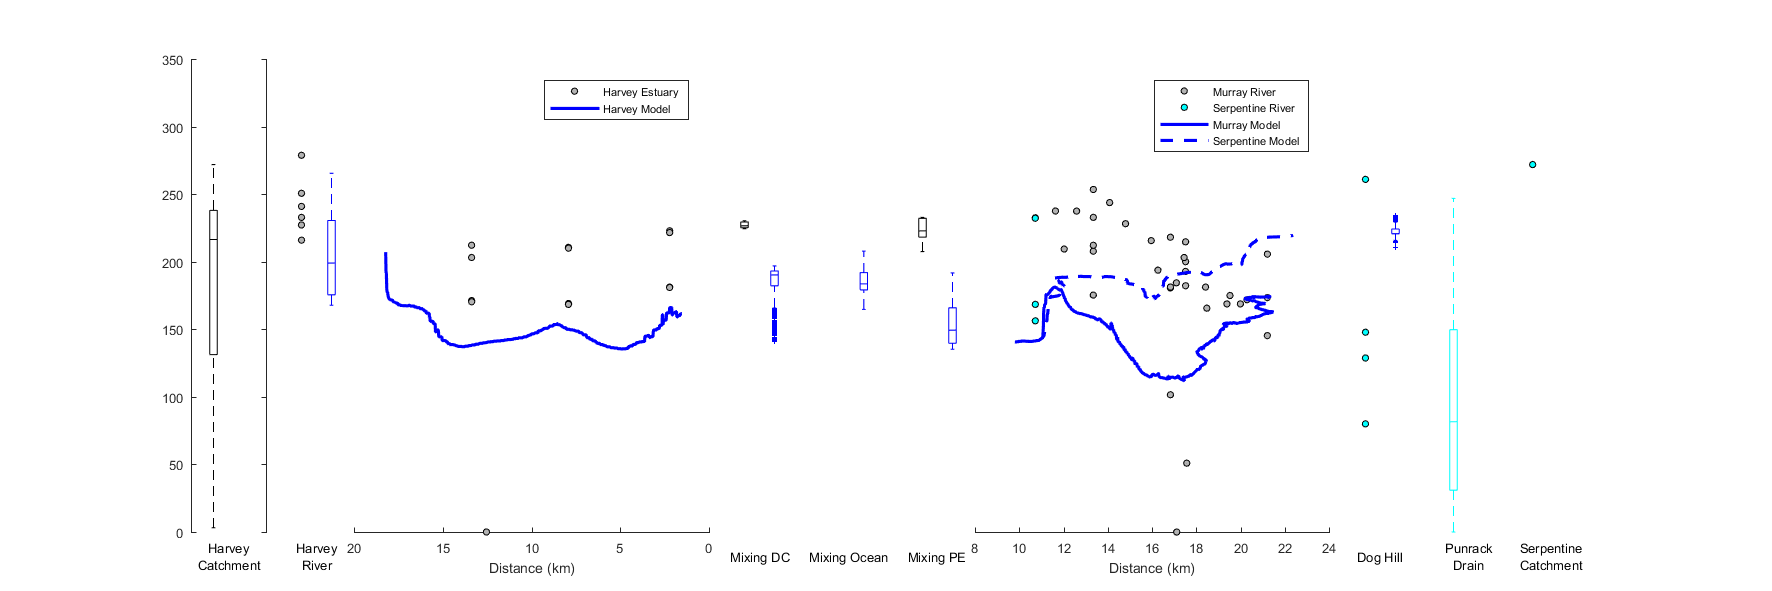 350
300
250
200
150
100
50
0
Harvey Estuary
Harvey Model
Murray River
Serpentine River
Murray Model
Serpentine Model
Harvey
Catchment
Harvey
River
20 15 10 5 0
Distance (km)
Mixing DC
Mixing Ocean
Mixing PE
8 10 12 14 16 18 20 22 24
Distance (km)
Dog Hill
Punrack
Drain
Serpentine
Catchment